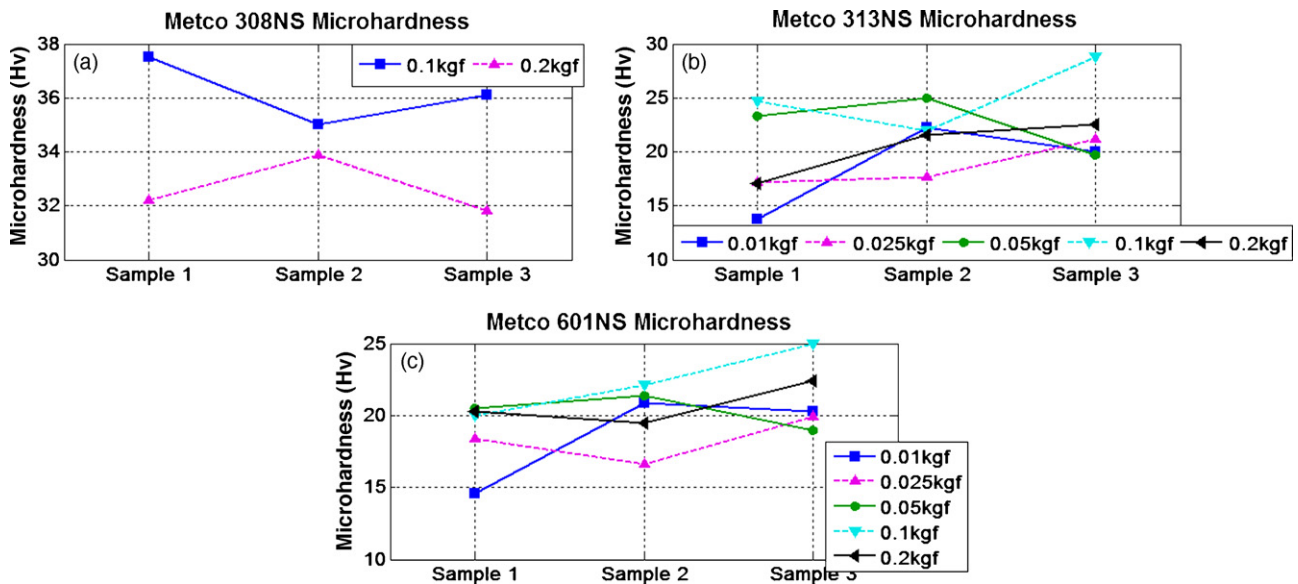 Metco 308NS Microhardness
(a)
0.1kgf
0.2kgf
Microhardness (Hv)
38
36
34
32
30
Sample 1
Sample 2
Sample 3
Metco 313NS Microhardness
(b)
Microhardness (Hv)
30
25
20
15
10
0.01kgf
0.025kgf
0.05kgf
0.1kgf
0.2kgf
Sample 1
Sample 2
Sample 3
Metco 601NS Microhardness
(c)
Microhardness (Hv)
25
20
15
10
0.01kgf
0.025kgf
0.05kgf
0.1kgf
0.2kgf
Sample 1
Sample 2
Sample 3